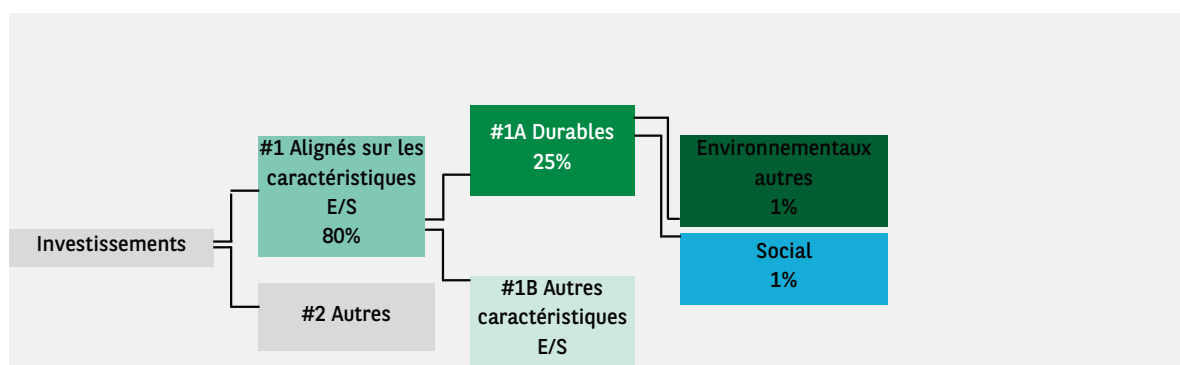 Investissements
#1 Alignés sur les
caractéristiques
E/S
80%
#2 Autres
#1A Durables
25%
#1B Autres
caractéristiques
E/S
Environnementaux
autres
1%
Social
1%